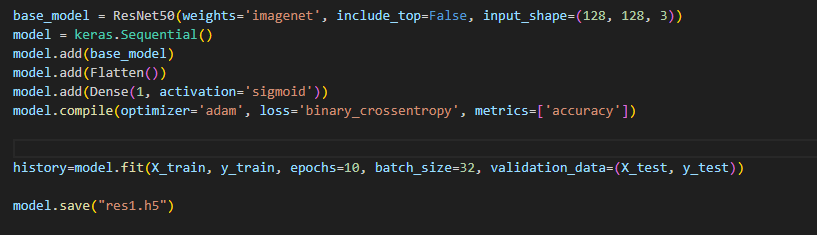 base_model = ResNet50(weights='imagenet', include_top=False, input_shape=(128, 128, 3))
model = keras.Sequential()
model.add(base_model)
model.add(Flatten())
model.add(Dense(1, activation='sigmoid'))
model.compile(optimizer='adam', loss='binary_crossentropy', metrics=['accuracy'])
history=model.fit(X_train, y_train, epochs=10, batch_size=32, validation_data=(X_test, y_test))
model.save("res1.h5")